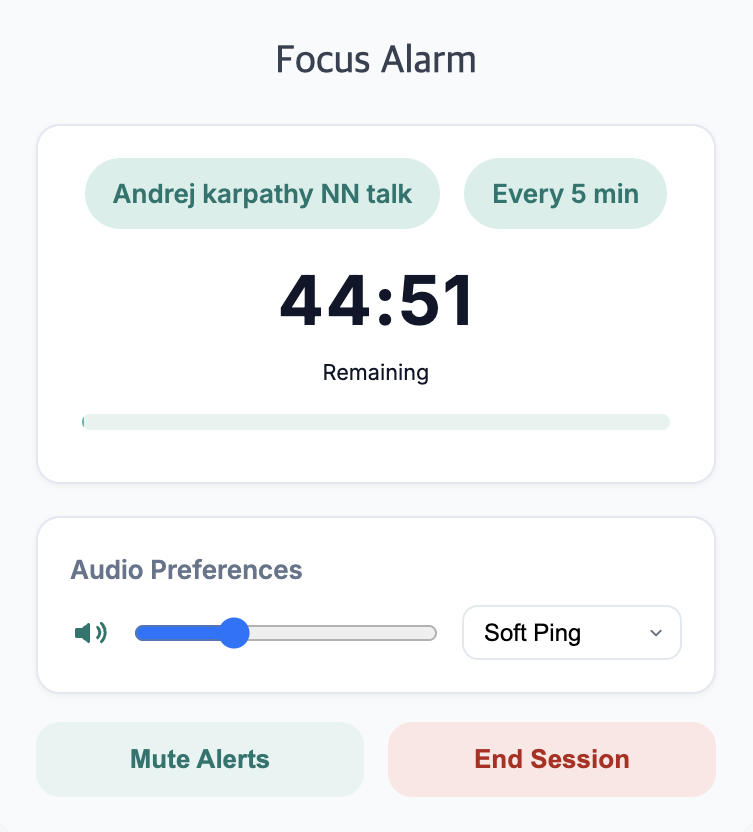 Focus Alarm
Andrej karpathy NN talk
Every 5 min
44:51
Remaining
Audio Preferences
Soft Ping
Mute Alerts
End Session